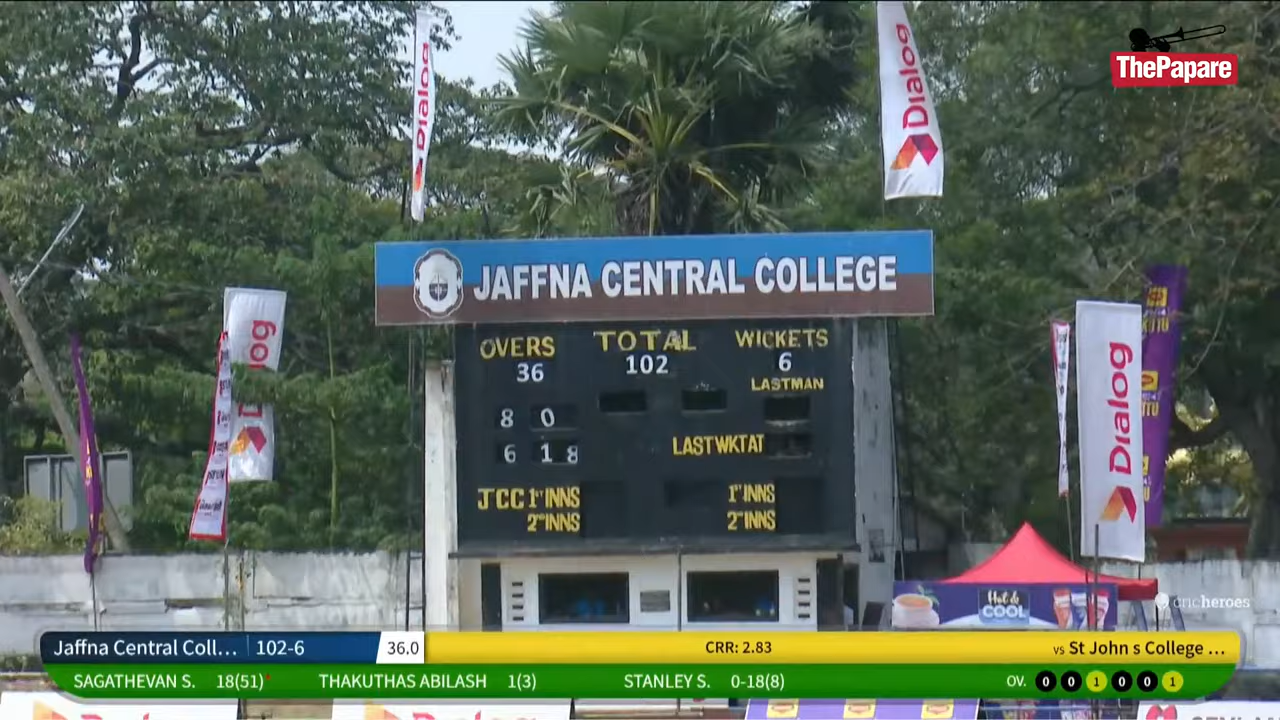 ThePapare
Dialog
Dialog
JAFFNA CENTRAL COLLEGE
OVERS TOTAL WICKETS
36 102 6
LASTMAN
8 0
6 18 LASTWKTAT
JCC 1ST INNS 1ST INNS
2ND INNS 2ND INNS
Dialog
Dialog
Hot & COOL
cricheroes
Jaffna Central Coll... 102-6 36.0 CRR: 2.83 vs St John s College ...
SAGATHEVAN S. 18(51)* THAKUTHAS ABILASH 1(3) STANLEY S. 0-18(8) OV. 0 0 1 0 0 1